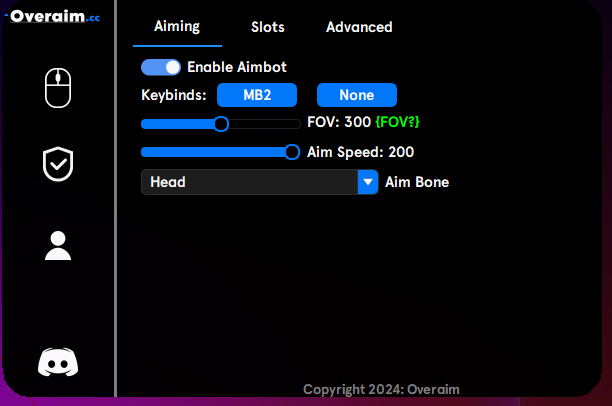 Overaim.cc
Aiming Slots Advanced
Enable Aimbot
Keybinds: MB2 None
FOV: 300 {FOV?}
Aim Speed: 200
Head Aim Bone
Copyright 2024: Overaim